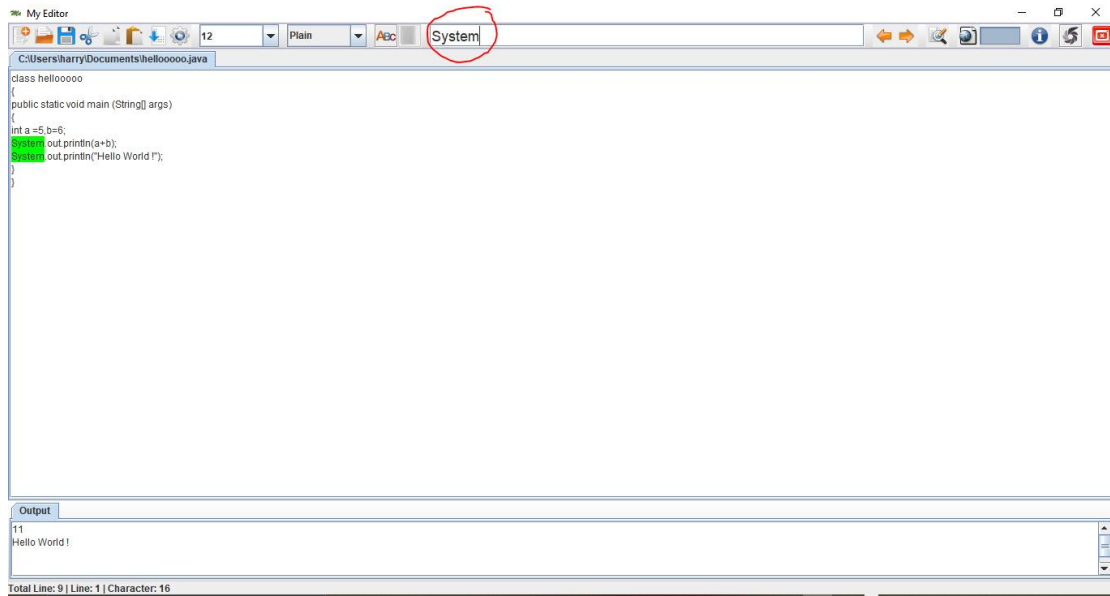 My Editor
12 Plain ABC System
C:\Users\harry\Documents\hellooooo.java
class hellooooo
{
public static void main (String[] args)
{
int a =5,b=6;
System.out.println(a+b);
System.out.println("Hello World !");
}
}
Output
11
Hello World !
Total Line: 9 | Line: 1 | Character: 16